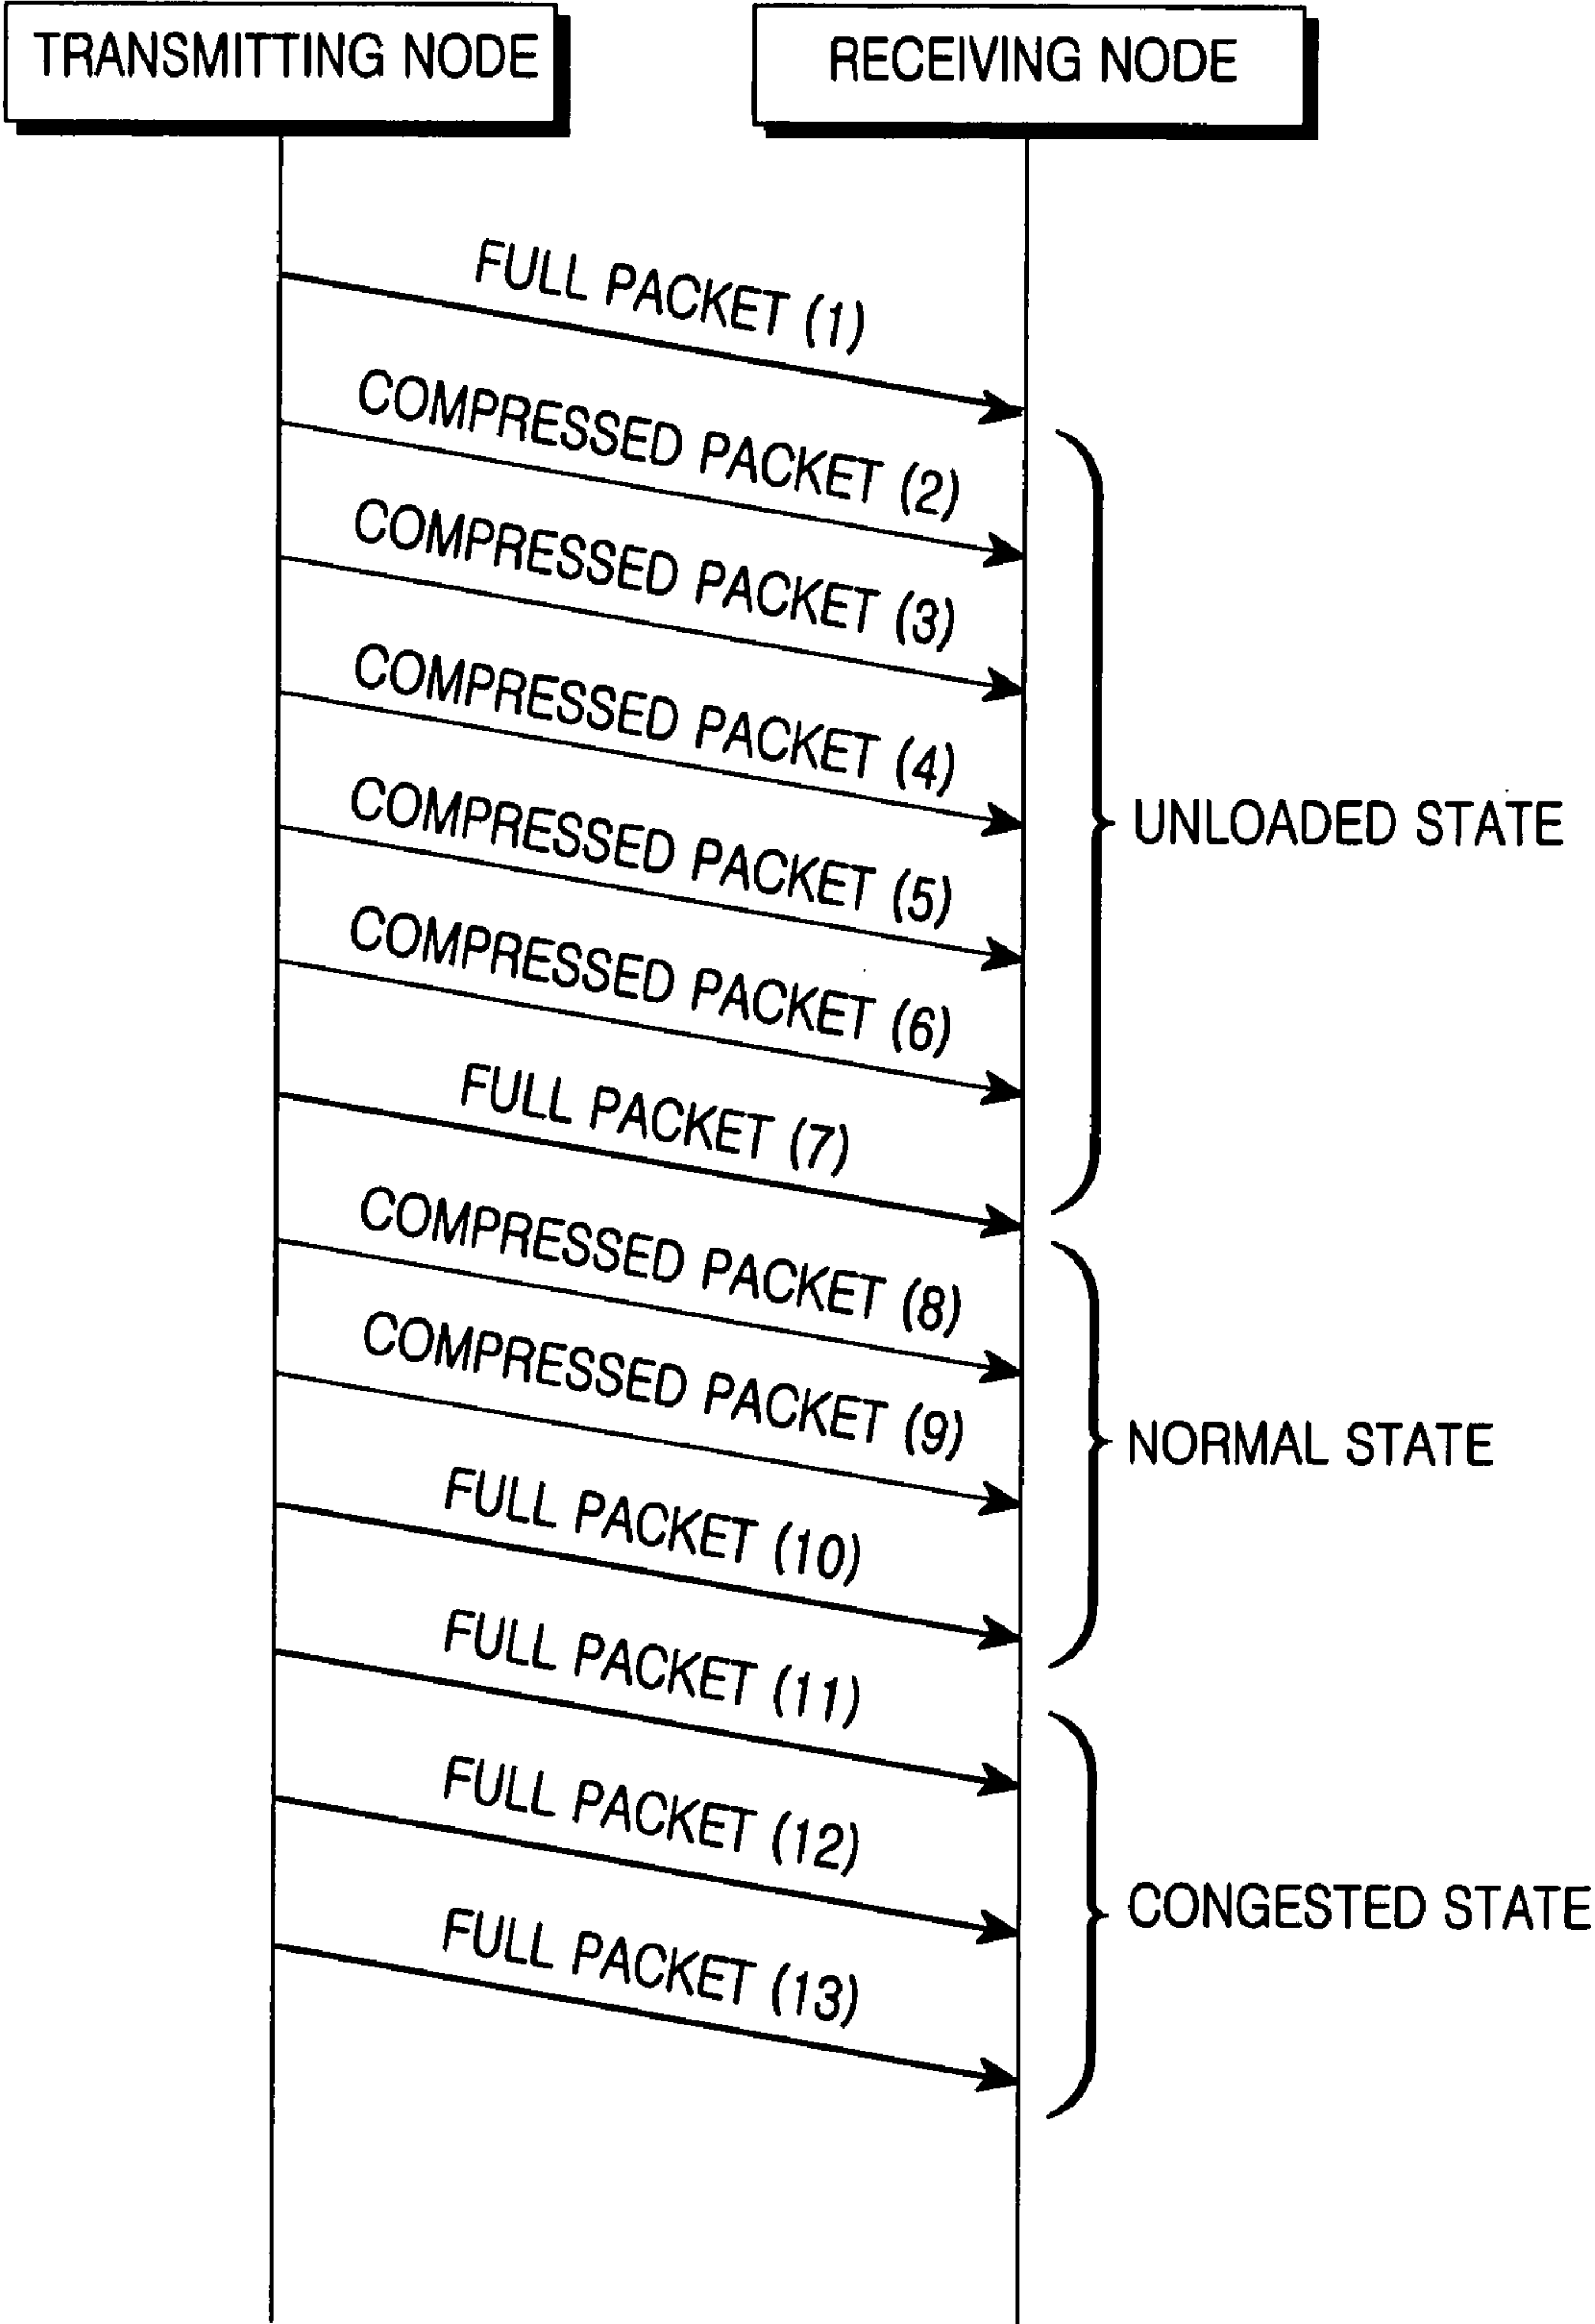 TRANSMITTING NODE
RECEIVING NODE
FULL PACKET (1)
COMPRESSED PACKET (2)
COMPRESSED PACKET (3)
COMPRESSED PACKET (4)
UNLOADED STATE
COMPRESSED PACKET (5)
COMPRESSED PACKET (6)
FULL PACKET (7)
COMPRESSED PACKET (8)
COMPRESSED PACKET (9)
NORMAL STATE
FULL PACKET (10)
FULL PACKET (11)
FULL PACKET (12)
CONGESTED STATE
FULL PACKET (13)